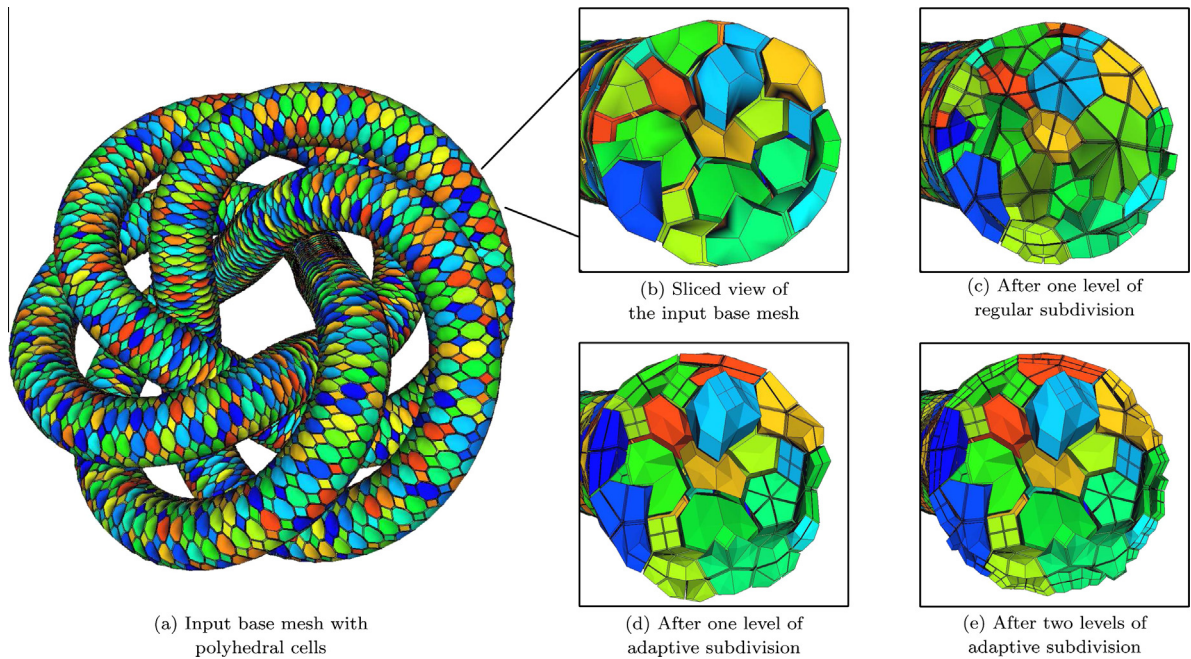 (a) Input base mesh with
polyhedral cells
(b) Sliced view of
the input base mesh
(c) After one level of
regular subdivision
(d) After one level of
adaptive subdivision
(e) After two levels of
adaptive subdivision